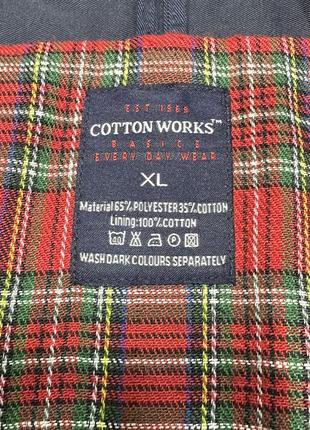 EST 1969
COTTON WORKS™
BASICS
EVERY DAY WEAR
XL
Material 65% POLYESTER 35% COTTON
Lining: 100% COTTON
WASH DARK COLOURS SEPARATELY